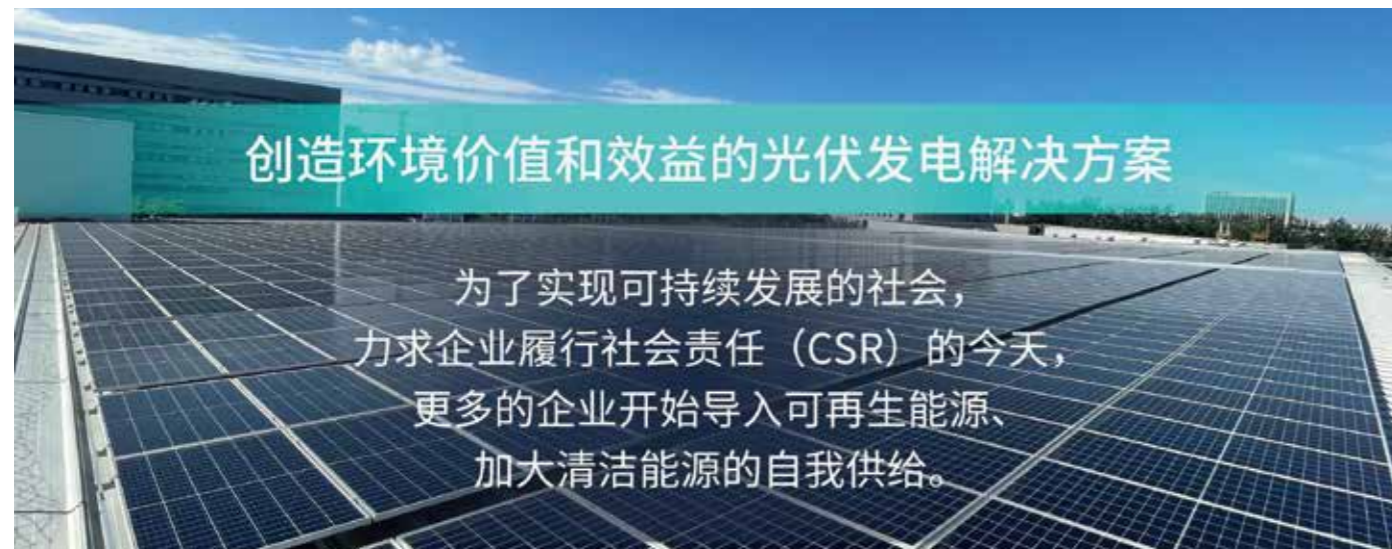 创造环境价值和效益的光伏发电解决方案
为了实现可持续发展的社会，
力求企业履行社会责任（CSR）的今天，
更多的企业开始导入可再生能源、
加大清洁能源的自我供给。